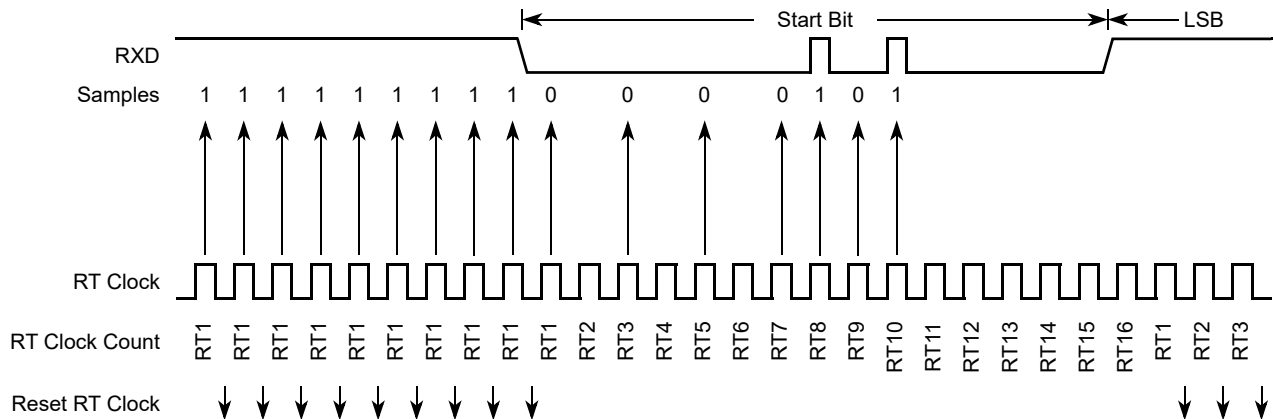 Start Bit LSB
RXD
Samples 1 1 1 1 1 1 1 1 1 0 0 0 0 1 0 1
RT Clock
RT Clock Count RT1 RT1 RT1 RT1 RT1 RT1 RT1 RT1 RT1 RT1 RT2 RT3 RT4 RT5 RT6 RT7 RT8 RT9 RT10 RT11 RT12 RT13 RT14 RT15 RT16 RT1 RT2 RT3
Reset RT Clock